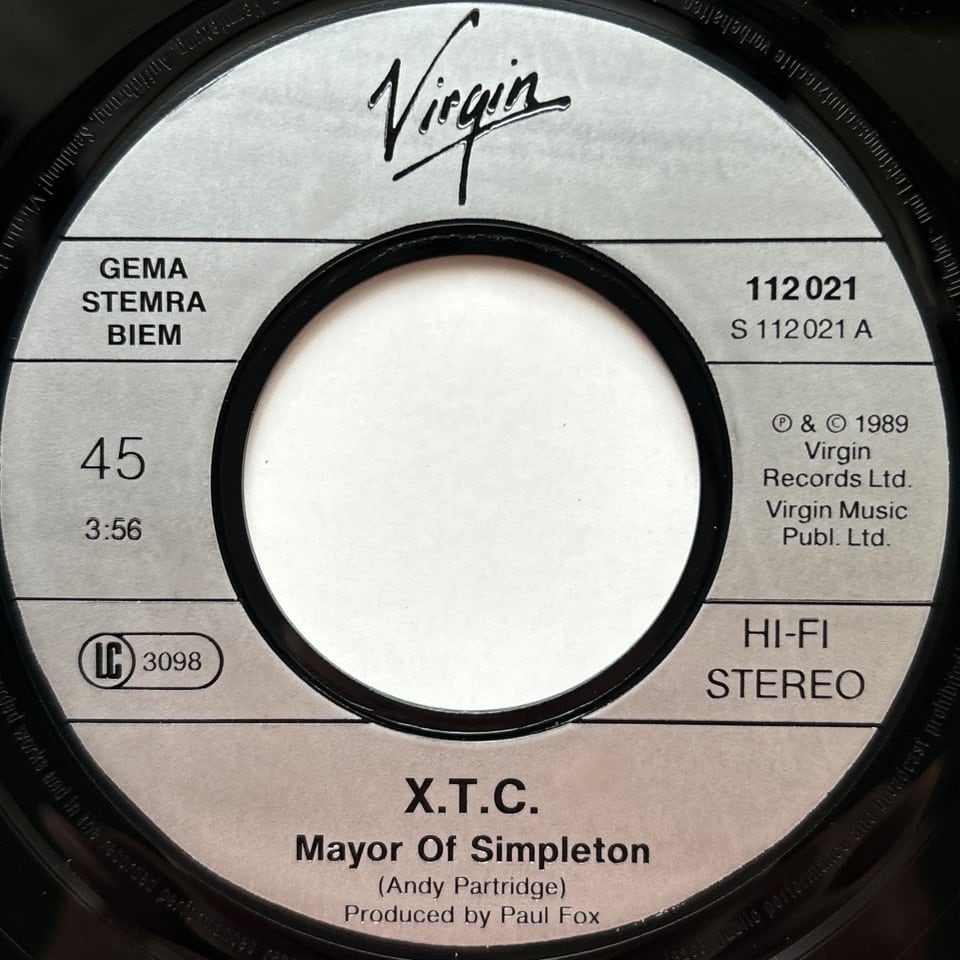 Virgin
GEMA
STEMRA
BIEM
112 021
S 112 021 A
45
3:56
℗ & © 1989
Virgin
Records Ltd.
Virgin Music
Publ. Ltd.
LC 3098
HI-FI
STEREO
X.T.C.
Mayor Of Simpleton
(Andy Partridge)
Produced by Paul Fox